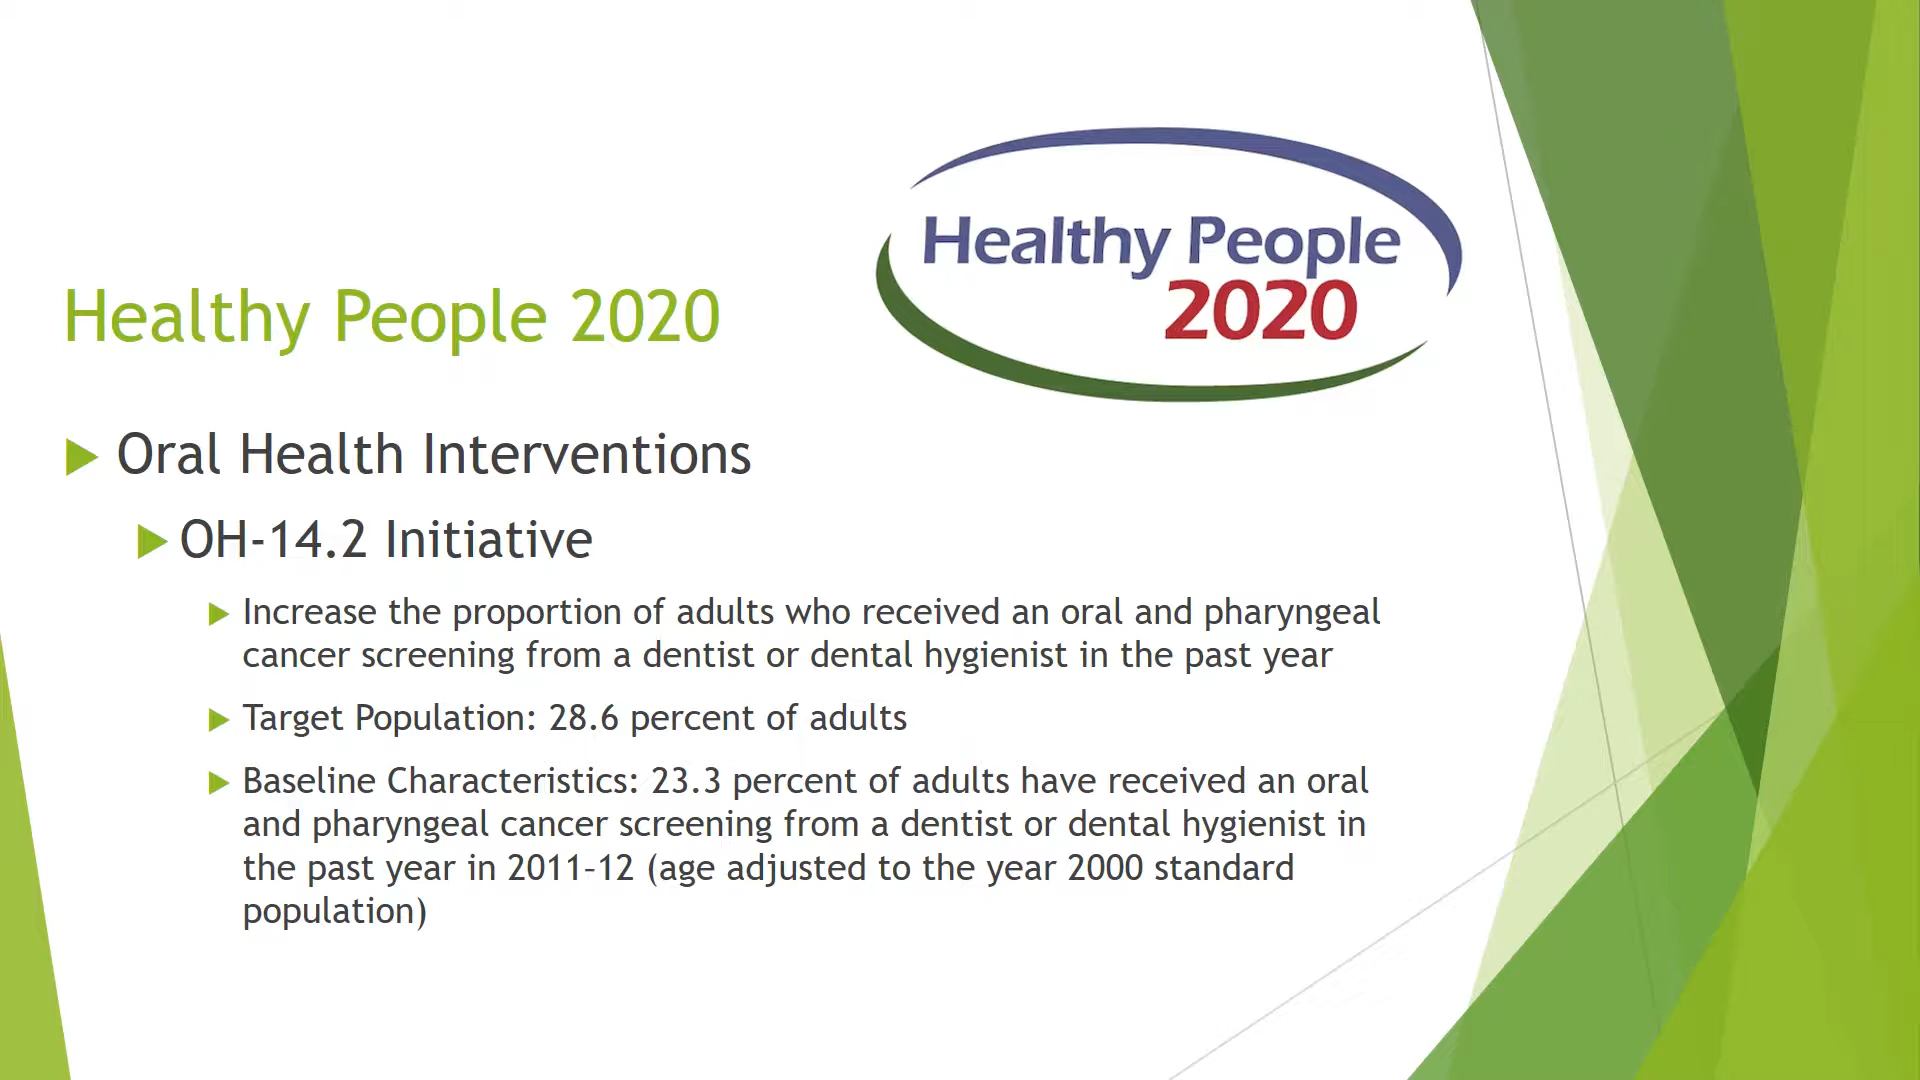 Healthy People
2020
Healthy People 2020
Oral Health Interventions
OH-14.2 Initiative
Increase the proportion of adults who received an oral and pharyngeal
cancer screening from a dentist or dental hygienist in the past year
Target Population: 28.6 percent of adults
Baseline Characteristics: 23.3 percent of adults have received an oral
and pharyngeal cancer screening from a dentist or dental hygienist in
the past year in 2011–12 (age adjusted to the year 2000 standard
population)